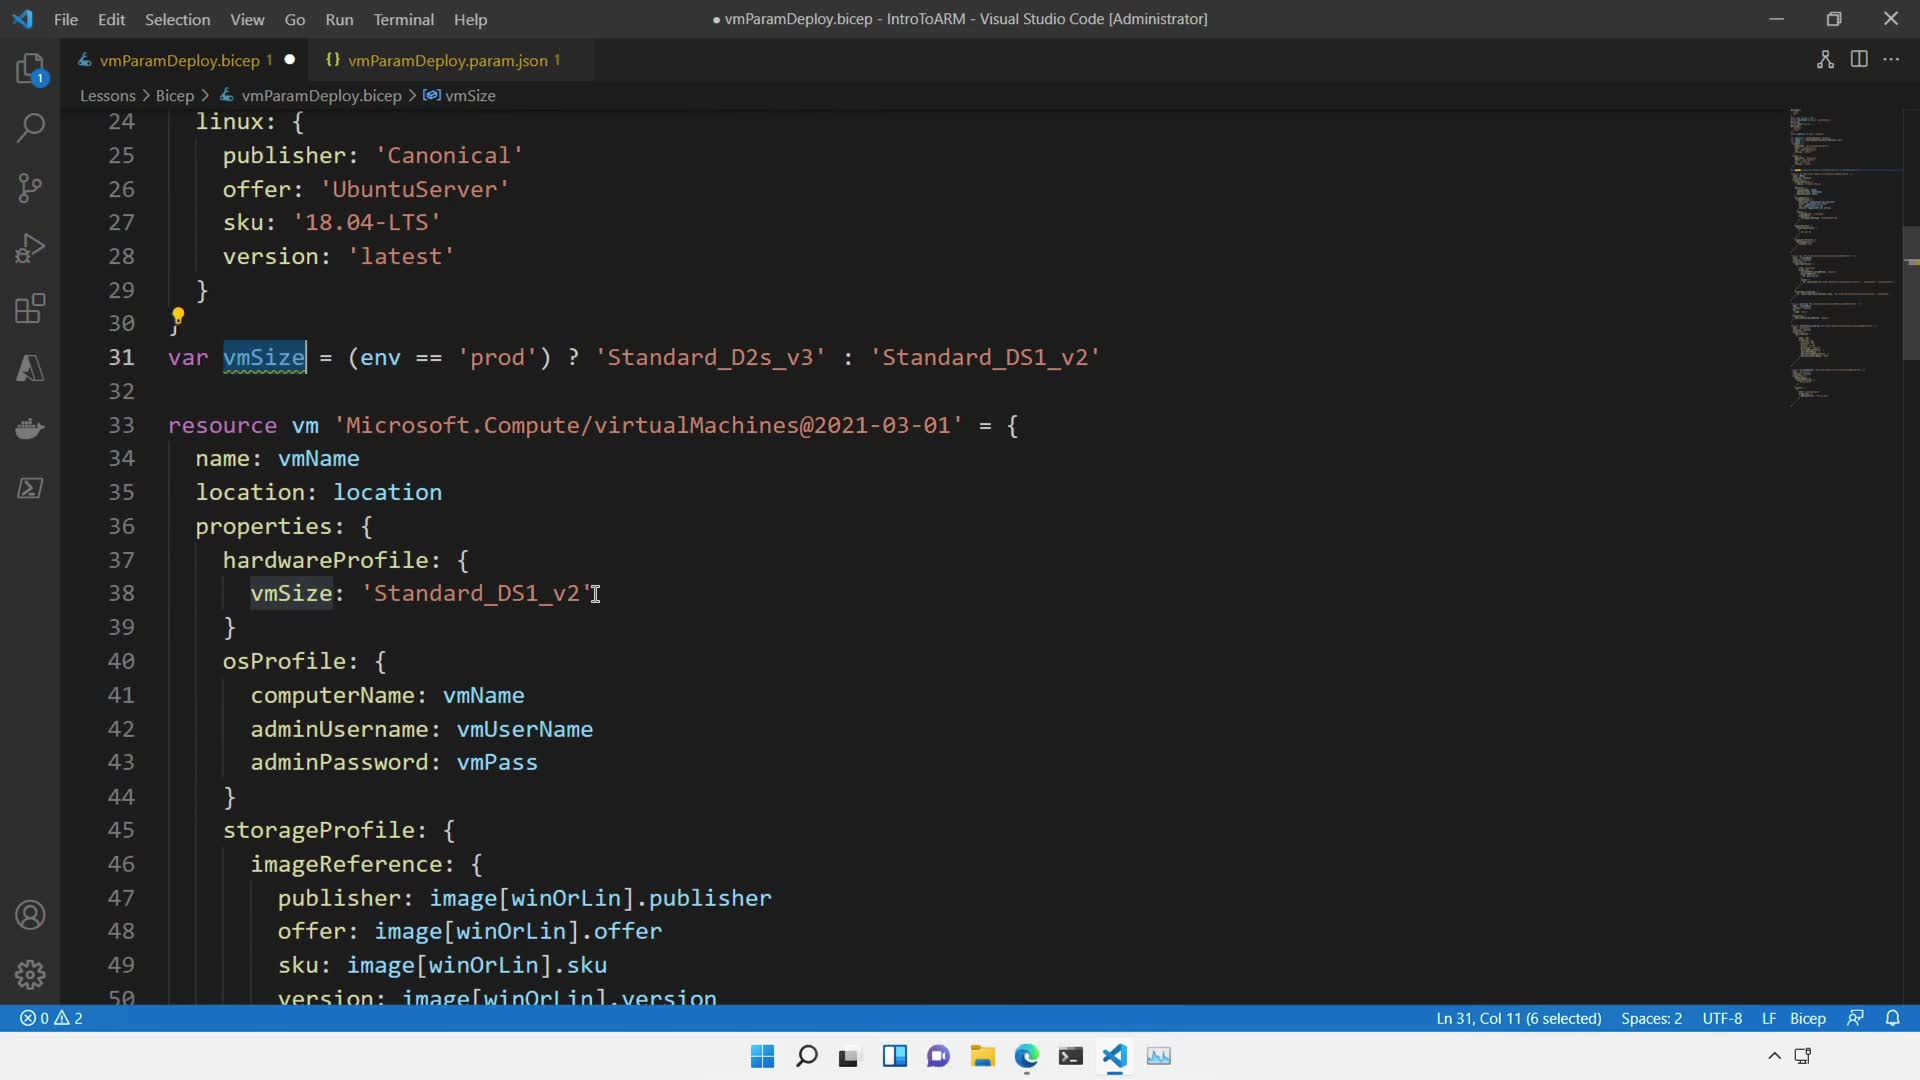 File Edit Selection View Go Run Terminal Help
● vmParamDeploy.bicep - IntroToARM - Visual Studio Code [Administrator]
vmParamDeploy.bicep 1 ●
{} vmParamDeploy.param.json 1
1
Lessons > Bicep > vmParamDeploy.bicep > vmSize
24 linux: {
25 publisher: 'Canonical'
26 offer: 'UbuntuServer'
27 sku: '18.04-LTS'
28 version: 'latest'
29 }
30 }
31 var vmSize = (env == 'prod') ? 'Standard_D2s_v3' : 'Standard_DS1_v2'
32
33 resource vm 'Microsoft.Compute/virtualMachines@2021-03-01' = {
34 name: vmName
35 location: location
36 properties: {
37 hardwareProfile: {
38 vmSize: 'Standard_DS1_v2'
39 }
40 osProfile: {
41 computerName: vmName
42 adminUsername: vmUserName
43 adminPassword: vmPass
44 }
45 storageProfile: {
46 imageReference: {
47 publisher: image[winOrLin].publisher
48 offer: image[winOrLin].offer
49 sku: image[winOrLin].sku
50 version: image[winOrLin].version
0 2
Ln 31, Col 11 (6 selected) Spaces: 2 UTF-8 LF Bicep